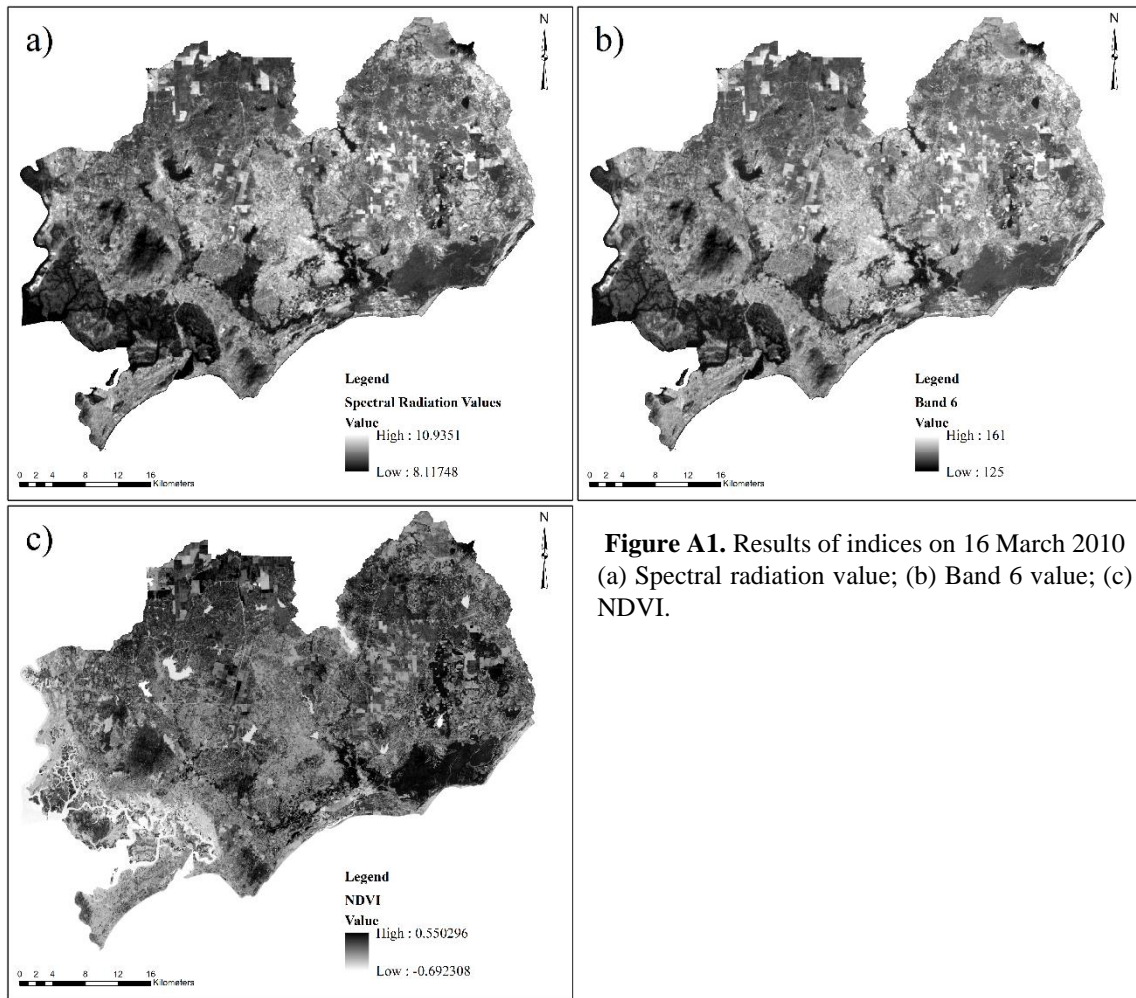 a)
N
Legend
Spectral Radiation Values
Value
High : 10.9351
Low : 8.11748
0 2 4 8 12 16
Kilometers
b)
N
Legend
Band 6
Value
High : 161
Low : 125
0 2 4 8 12 16
Kilometers
c)
N
Legend
NDVI
Value
High : 0.550296
Low : -0.692308
0 2 4 8 12 16
Kilometers
Figure A1. Results of indices on 16 March 2010
(a) Spectral radiation value; (b) Band 6 value; (c)
NDVI.